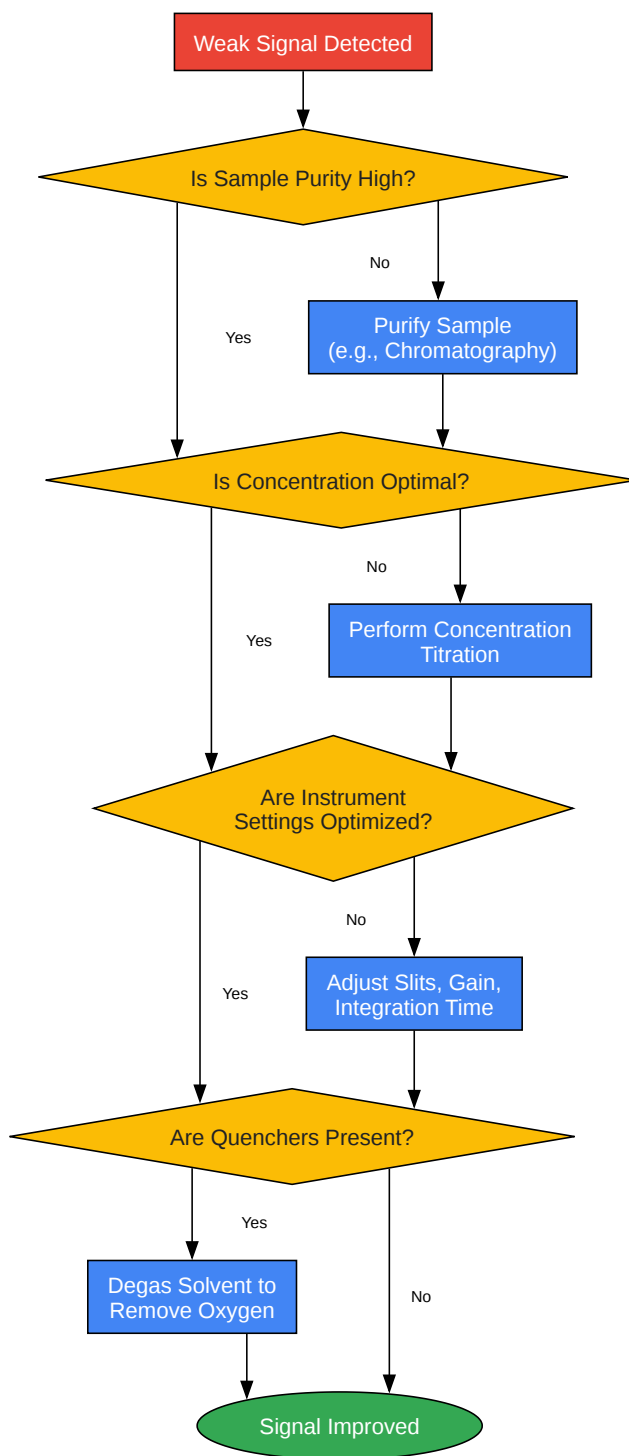 Weak Signal Detected
Is Sample Purity High?
No
Purify Sample
(e.g., Chromatography)
Yes
Is Concentration Optimal?
No
Perform Concentration
Titration
Yes
Are Instrument
Settings Optimized?
No
Adjust Slits, Gain,
Integration Time
Yes
Are Quenchers Present?
Yes
Degas Solvent to
Remove Oxygen
No
Signal Improved